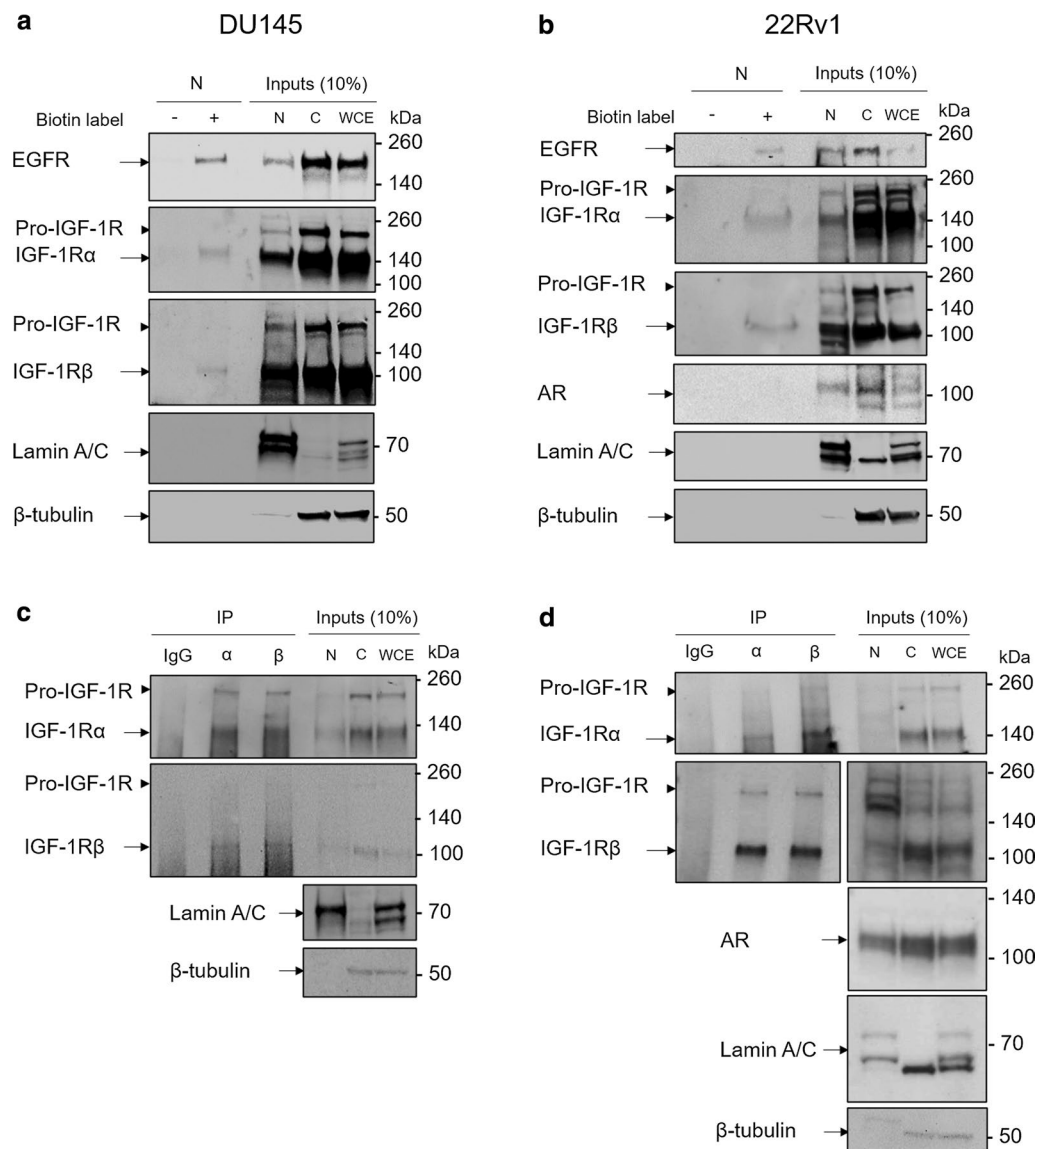 a
DU145
N
Inputs (10%)
Biotin label - + N C WCE kDa
EGFR
260
140
Pro-IGF-1R
IGF-1Rα
260
140
100
Pro-IGF-1R
IGF-1Rβ
260
140
100
Lamin A/C
70
β-tubulin
50
b
22Rv1
N
Inputs (10%)
Biotin label - + N C WCE kDa
EGFR
260
Pro-IGF-1R
IGF-1Rα
260
140
100
Pro-IGF-1R
IGF-1Rβ
260
140
100
AR
100
Lamin A/C
70
β-tubulin
50
c
IP
Inputs (10%)
IgG α β N C WCE kDa
Pro-IGF-1R
IGF-1Rα
260
140
Pro-IGF-1R
IGF-1Rβ
260
140
100
Lamin A/C
70
β-tubulin
50
d
IP
Inputs (10%)
IgG α β N C WCE kDa
Pro-IGF-1R
IGF-1Rα
260
140
Pro-IGF-1R
IGF-1Rβ
260
140
100
AR
140
100
Lamin A/C
70
β-tubulin
50